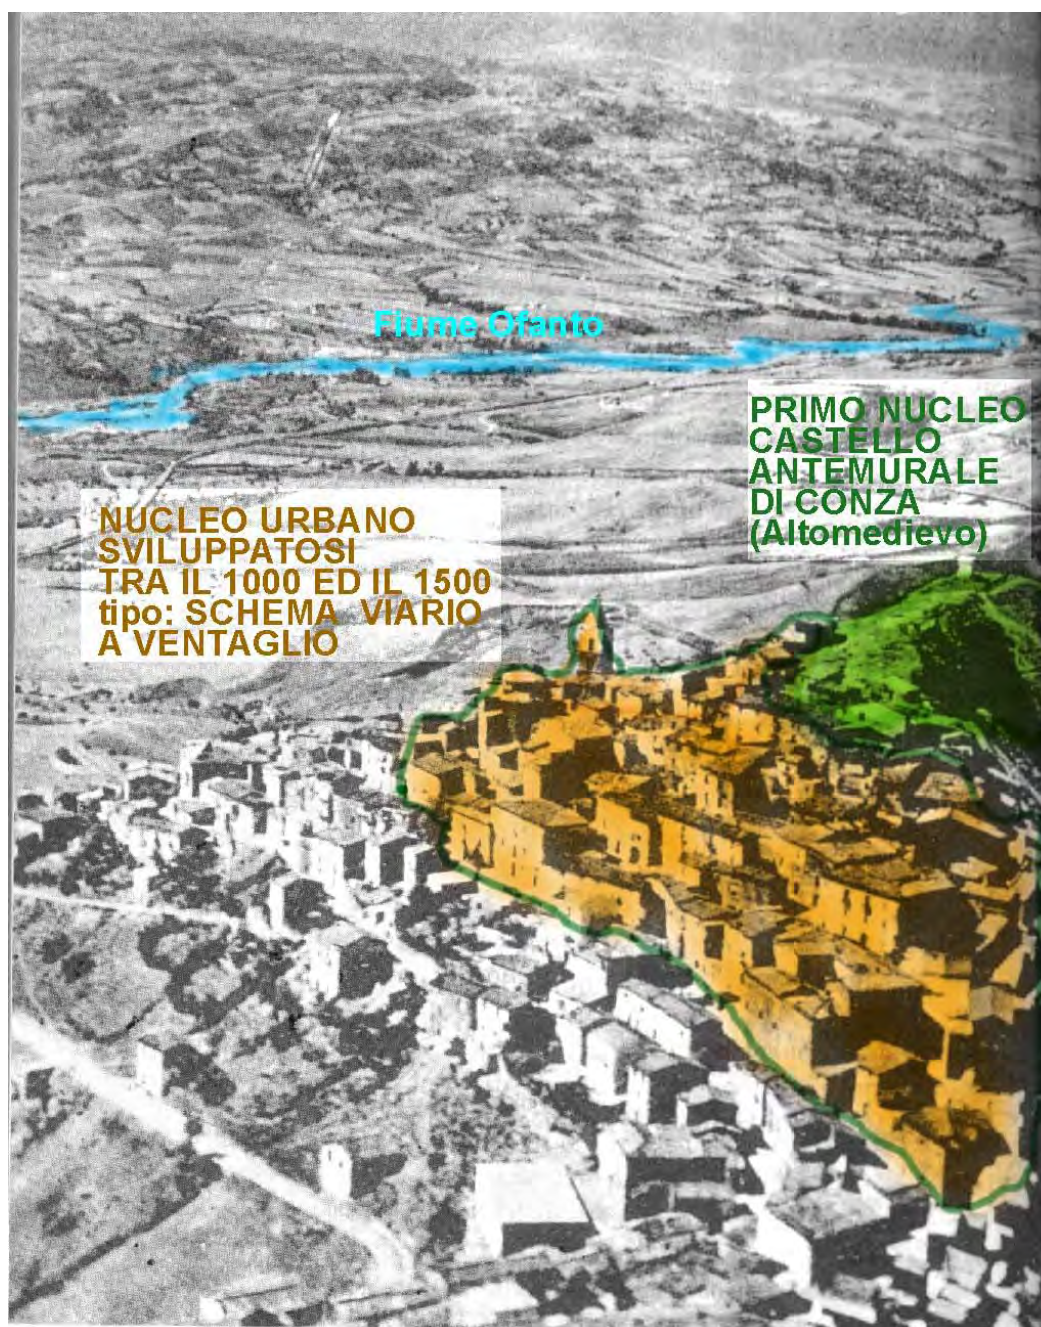 Fiume Ofanto
PRIMO NUCLEO
CASTELLO
ANTEMURALE
DI CONZA
(Altomedievo)
NUCLEO URBANO
SVILUPPATOSI
TRA IL 1000 ED IL 1500
tipo: SCHEMA VIARIO
A VENTAGLIO